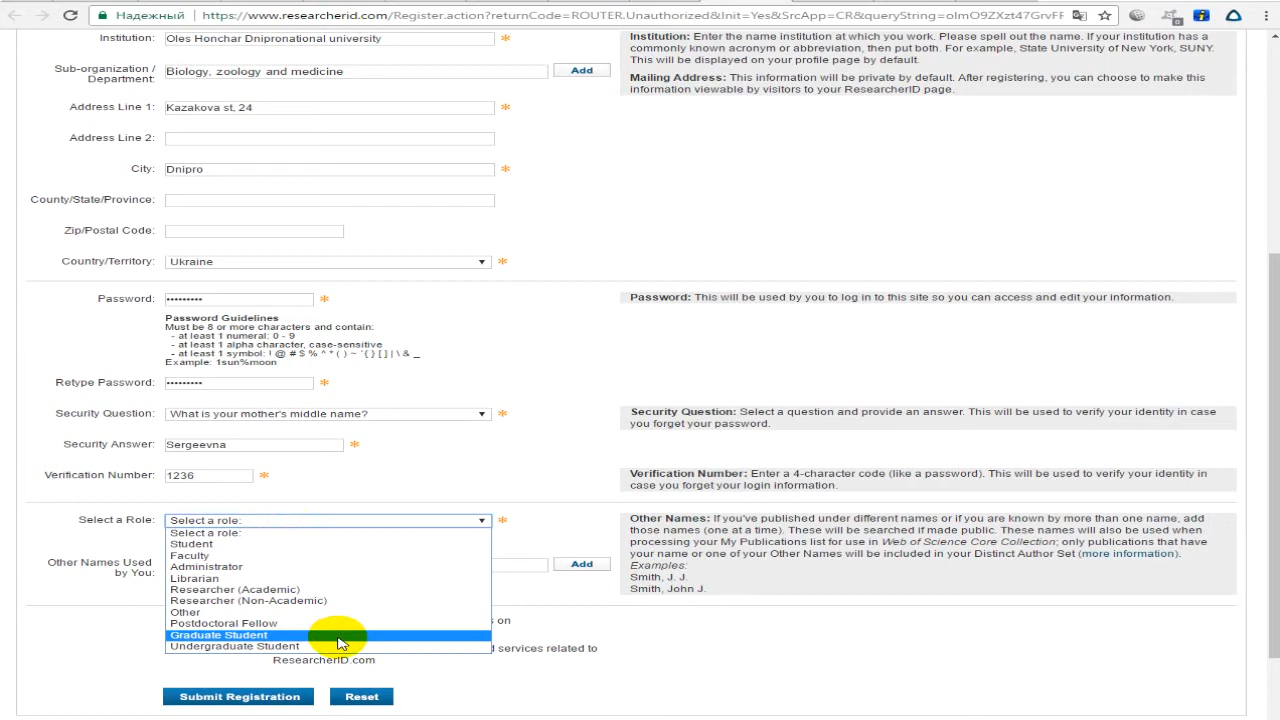 Надежный https://www.researcherid.com/Register.action?returnCode=ROUTER.Unauthorized&Init=Yes&SrcApp=CR&queryString=
Institution: Oles Honchar Dnipronational university *
Institution: Enter the name institution at which you work. Please spell out the name. If your institution has a
commonly known acronym or abbreviation, then put both. For example, State University of New York, SUNY.
This will be displayed on your profile page by default.
Sub-organization /
Department: Biology, zoology and medicine Add
Mailing Address: This information will be private by default. After registering, you can choose to make this
information viewable by visitors to your ResearcherID page.
Address Line 1: Kazakova st, 24 *
Address Line 2:
City: Dnipro *
County/State/Province:
Zip/Postal Code:
Country/Territory: Ukraine *
Password: ••••••••• *
Password: This will be used by you to log in to this site so you can access and edit your information.
Password Guidelines
Must be 8 or more characters and contain:
- at least 1 numeral: 0 - 9
- at least 1 alpha character, case-sensitive
- at least 1 symbol: ! @ # $ % ^ * ( ) ~ `{ } [ ] | \ & _
Example: 1sun%moon
Retype Password: ••••••••• *
Security Question: What is your mother's middle name? *
Security Question: Select a question and provide an answer. This will be used to verify your identity in case
you forget your password.
Security Answer: Sergeevna *
Verification Number: 1236 *
Verification Number: Enter a 4-character code (like a password). This will be used to verify your identity in
case you forget your login information.
Select a Role: Select a role: *
Select a role:
Student
Faculty
Administrator
Librarian
Researcher (Academic)
Researcher (Non-Academic)
Other
Postdoctoral Fellow
Graduate Student
Undergraduate Student
Other Names: If you've published under different names or if you are known by more than one name, add
those names (one at a time). These will be searched if made public. These names will also be used when
processing your My Publications list for use in Web of Science Core Collection; only publications that have
your name or one of your Other Names will be included in your Distinct Author Set (more information).
Examples:
Smith, J. J.
Smith, John J.
Other Names Used
by You: Add
s on
d services related to
ResearcherID.com
Submit Registration Reset